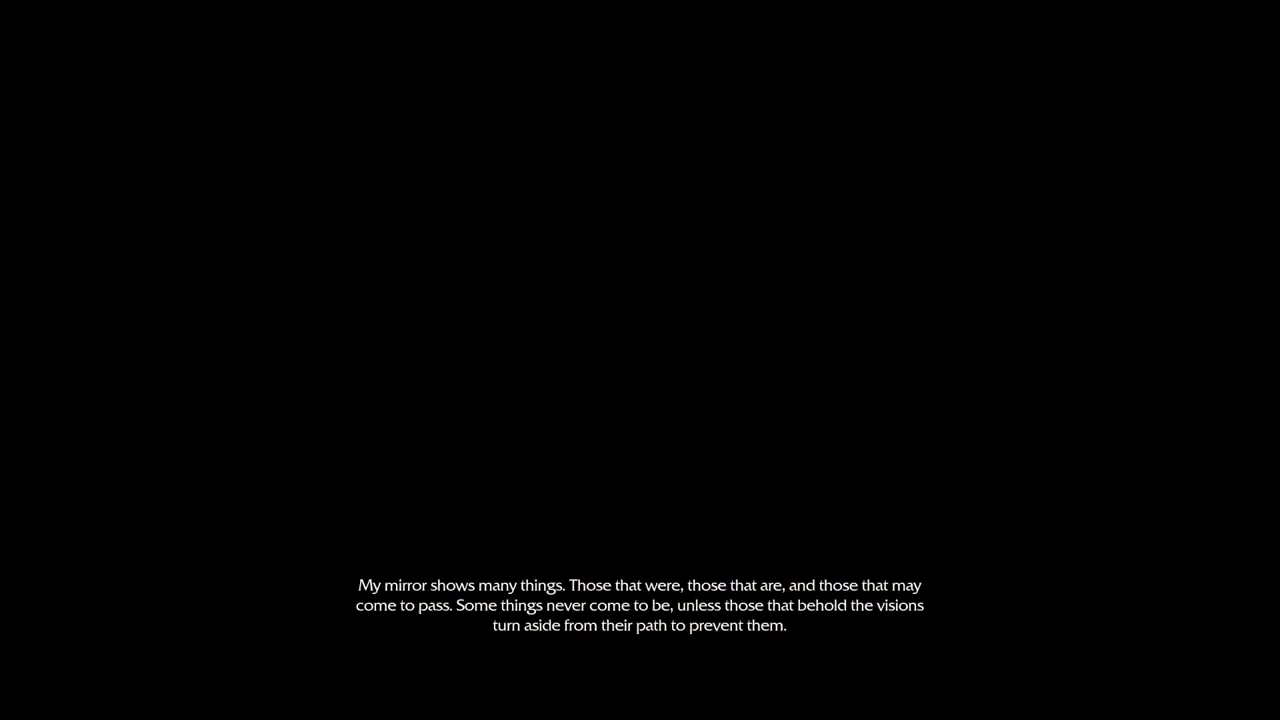 My mirror shows many things. Those that were, those that are, and those that may
come to pass. Some things never come to be, unless those that behold the visions
turn aside from their path to prevent them.